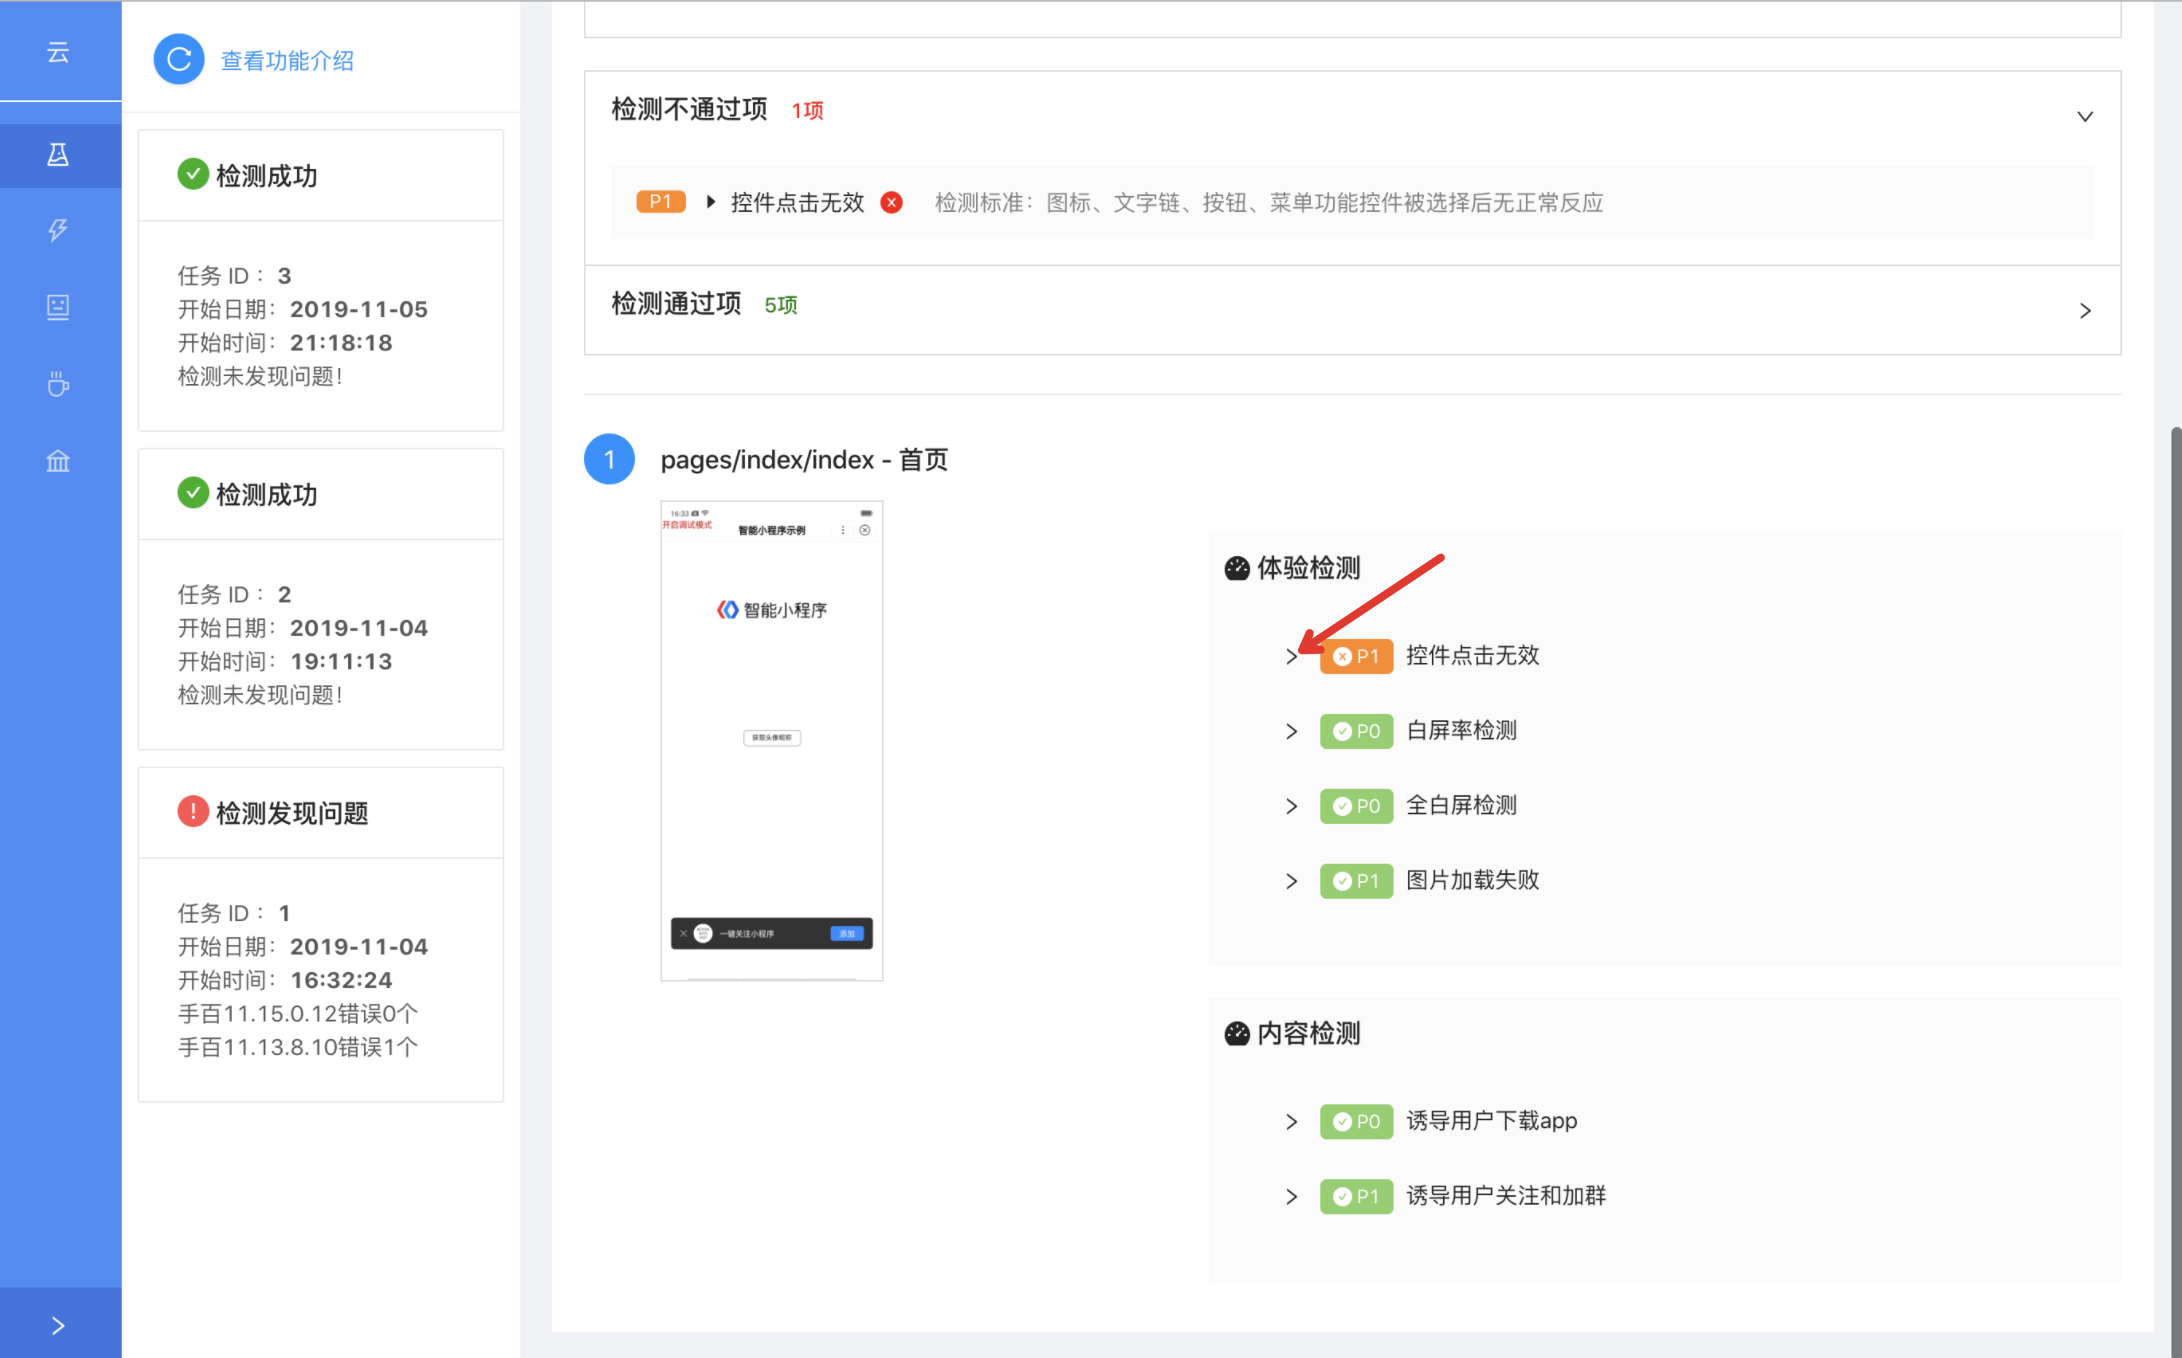 云
查看功能介绍
检测成功
任务 ID： 3
开始日期： 2019-11-05
开始时间： 21:18:18
检测未发现问题！
检测成功
任务 ID： 2
开始日期： 2019-11-04
开始时间： 19:11:13
检测未发现问题！
检测发现问题
任务 ID： 1
开始日期： 2019-11-04
开始时间： 16:32:24
手百11.15.0.12错误0个
手百11.13.8.10错误1个
检测不通过项 1项
P1 控件点击无效 检测标准：图标、文字链、按钮、菜单功能控件被选择后无正常反应
检测通过项 5项
1 pages/index/index - 首页
16:33
开启调试模式
智能小程序示例
智能小程序
获取头像昵称
一键关注小程序 添加
体验检测
P1 控件点击无效
P0 白屏率检测
P0 全白屏检测
P1 图片加载失败
内容检测
P0 诱导用户下载app
P1 诱导用户关注和加群